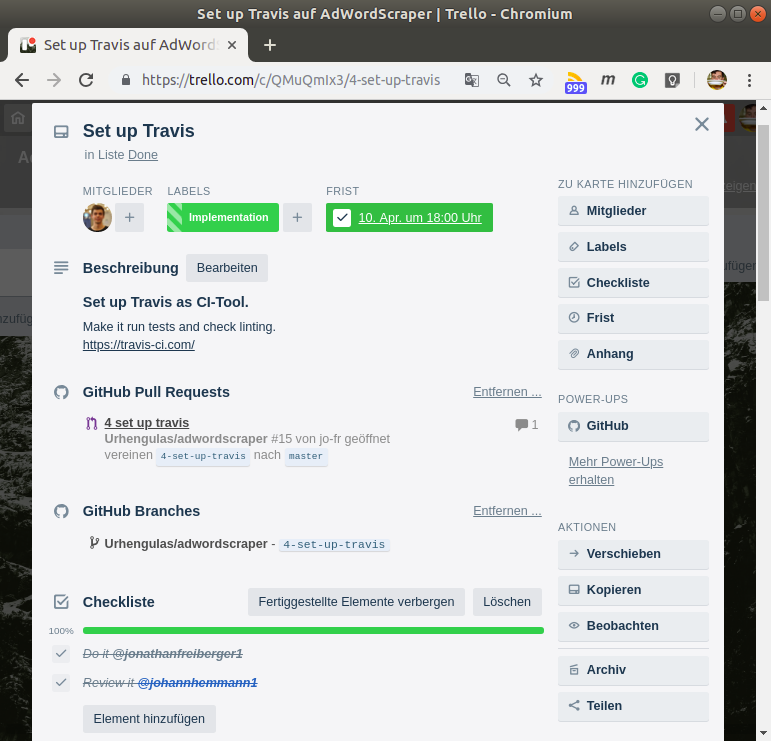 Set up Travis auf AdWordScraper | Trello - Chromium
Set up Travis auf AdWords
https://trello.com/c/QMuQmIx3/4-set-up-travis
999
m
Set up Travis
in Liste Done
MITGLIEDER LABELS FRIST
Implementation
10. Apr. um 18:00 Uhr
Beschreibung Bearbeiten
Set up Travis as CI-Tool.
Make it run tests and check linting.
https://travis-ci.com/
GitHub Pull Requests Entfernen ...
4 set up travis
1
Urhengulas/adwordscraper #15 von jo-fr geöffnet
vereinen 4-set-up-travis nach master
GitHub Branches Entfernen ...
Urhengulas/adwordscraper - 4-set-up-travis
Checkliste Fertiggestellte Elemente verbergen Löschen
100%
Do it @jonathanfreiberger1
Review it @johannhemmann1
Element hinzufügen
ZU KARTE HINZUFÜGEN
Mitglieder
Labels
Checkliste
Frist
Anhang
POWER-UPS
GitHub
Mehr Power-Ups
erhalten
AKTIONEN
Verschieben
Kopieren
Beobachten
Archiv
Teilen